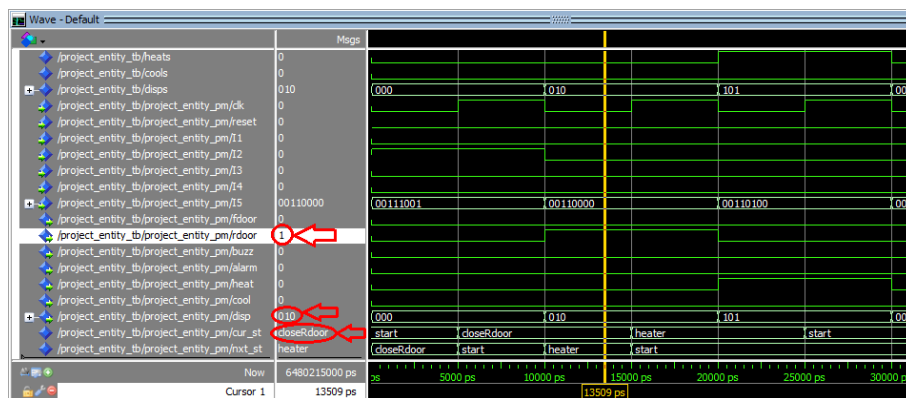 Wave - Default
Msgs
/project_entity_tb/heats 0
/project_entity_tb/cools 0
/project_entity_tb/disps 010 000 010 101 00
/project_entity_tb/project_entity_pm/clk 0
/project_entity_tb/project_entity_pm/reset 0
/project_entity_tb/project_entity_pm/I1 0
/project_entity_tb/project_entity_pm/I2 0
/project_entity_tb/project_entity_pm/I3 0
/project_entity_tb/project_entity_pm/I4 0
/project_entity_tb/project_entity_pm/I5 00110000 00111001 00110000 00110100 00
/project_entity_tb/project_entity_pm/fdoor 0
/project_entity_tb/project_entity_pm/rdoor 1
/project_entity_tb/project_entity_pm/buzz 0
/project_entity_tb/project_entity_pm/alarm 0
/project_entity_tb/project_entity_pm/heat 0
/project_entity_tb/project_entity_pm/cool 0
/project_entity_tb/project_entity_pm/disp 010 000 010 101 00
/project_entity_tb/project_entity_pm/cur_st closeRdoor start closeRdoor heater start
/project_entity_tb/project_entity_pm/nxt_st heater closeRdoor start heater start
Now 6480215000 ps ps 5000 ps 10000 ps 15000 ps 20000 ps 25000 ps 30000 p
Cursor 1 13509 ps 13509 ps